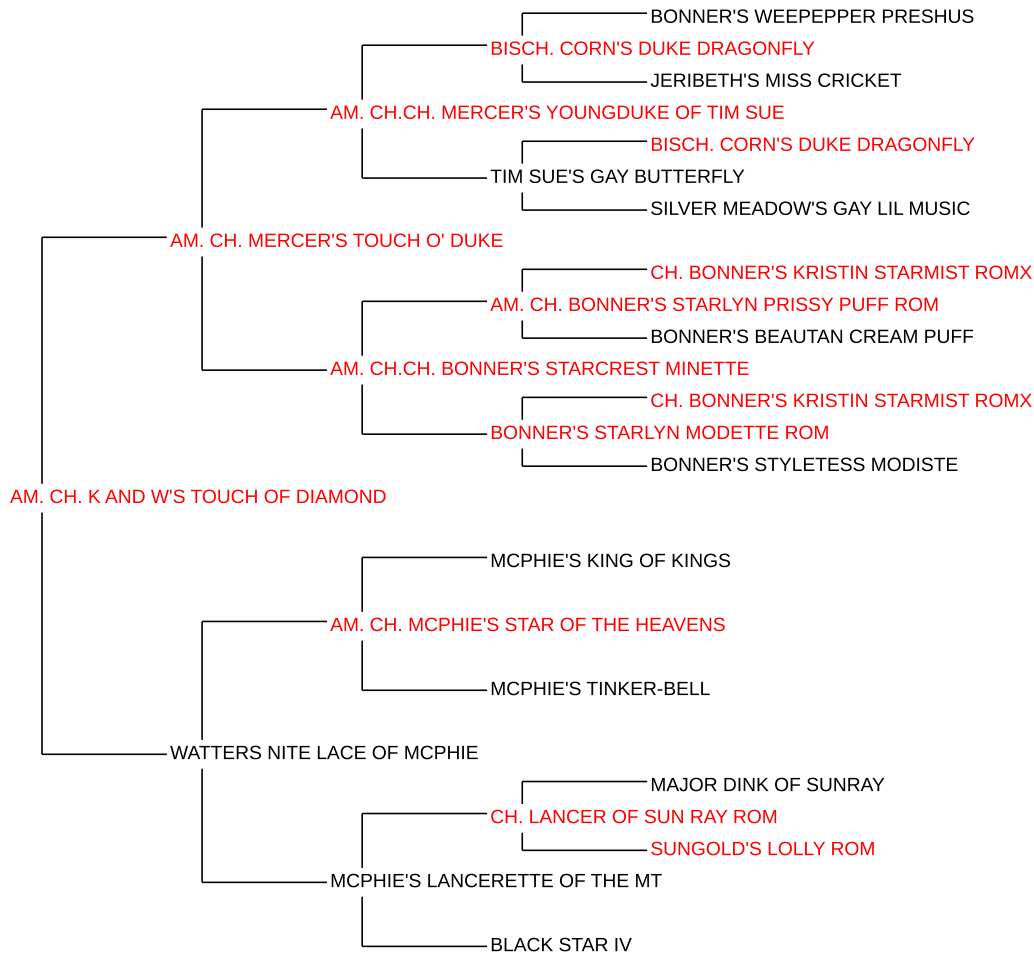 BONNER'S WEEPEPPER PRESHUS
BISCH. CORN'S DUKE DRAGONFLY
JERIBETH'S MISS CRICKET
AM. CH.CH. MERCER'S YOUNGDUKE OF TIM SUE
BISCH. CORN'S DUKE DRAGONFLY
TIM SUE'S GAY BUTTERFLY
SILVER MEADOW'S GAY LIL MUSIC
AM. CH. MERCER'S TOUCH O' DUKE
CH. BONNER'S KRISTIN STARMIST ROMX
AM. CH. BONNER'S STARLYN PRISSY PUFF ROM
BONNER'S BEAUTAN CREAM PUFF
AM. CH.CH. BONNER'S STARCREST MINETTE
CH. BONNER'S KRISTIN STARMIST ROMX
BONNER'S STARLYN MODETTE ROM
BONNER'S STYLETESS MODISTE
AM. CH. K AND W'S TOUCH OF DIAMOND
MCPHIE'S KING OF KINGS
AM. CH. MCPHIE'S STAR OF THE HEAVENS
MCPHIE'S TINKER-BELL
WATTERS NITE LACE OF MCPHIE
MAJOR DINK OF SUNRAY
CH. LANCER OF SUN RAY ROM
SUNGOLD'S LOLLY ROM
MCPHIE'S LANCERETTE OF THE MT
BLACK STAR IV